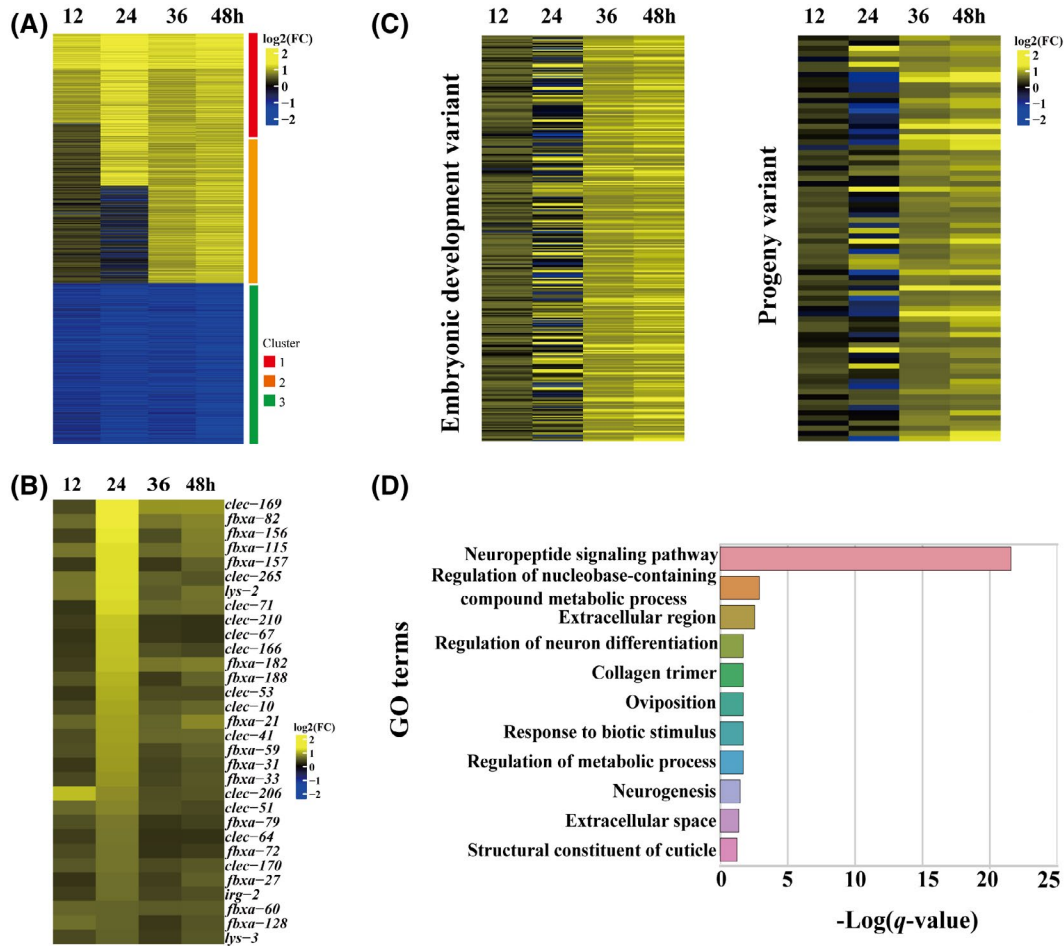 (A)
12 24 36 48h
log2(FC)
2
1
0
−1
−2
Cluster
1
2
3
(B)
12 24 36 48h
clec−169
fbxa−82
fbxa−156
fbxa−115
fbxa−157
clec−265
lys−2
clec−71
clec−210
clec−67
clec−166
fbxa−182
fbxa−188
clec−53
clec−10
fbxa−21
clec−41
fbxa−59
fbxa−31
fbxa−33
clec−206
clec−51
fbxa−79
clec−64
fbxa−72
clec−170
fbxa−27
irg−2
fbxa−60
fbxa−128
lys−3
log2(FC)
2
1
0
−1
−2
(C)
12 24 36 48h
Embryonic development variant
12 24 36 48h
Progeny variant
log2(FC)
2
1
0
−1
−2
(D)
GO terms
Neuropeptide signaling pathway
Regulation of nucleobase-containing
compound metabolic process
Extracellular region
Regulation of neuron differentiation
Collagen trimer
Oviposition
Response to biotic stimulus
Regulation of metabolic process
Neurogenesis
Extracellular space
Structural constituent of cuticle
0 5 10 15 20 25
-Log(q-value)